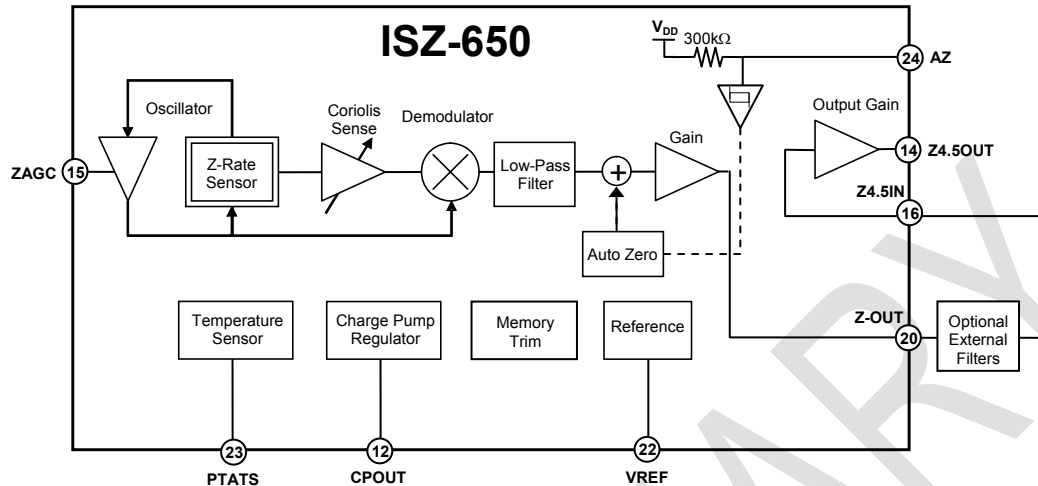 ISZ-650
VDD
300kΩ
24
AZ
Oscillator
Coriolis
Sense
Demodulator
Gain
Output Gain
ZAGC
15
Z-Rate
Sensor
Low-Pass
Filter
+
14
Z4.5OUT
Z4.5IN
16
Auto Zero
Temperature
Sensor
Charge Pump
Regulator
Memory
Trim
Reference
Z-OUT
20
Optional
External
Filters
23
12
22
PTATS
CPOUT
VREF
MARY